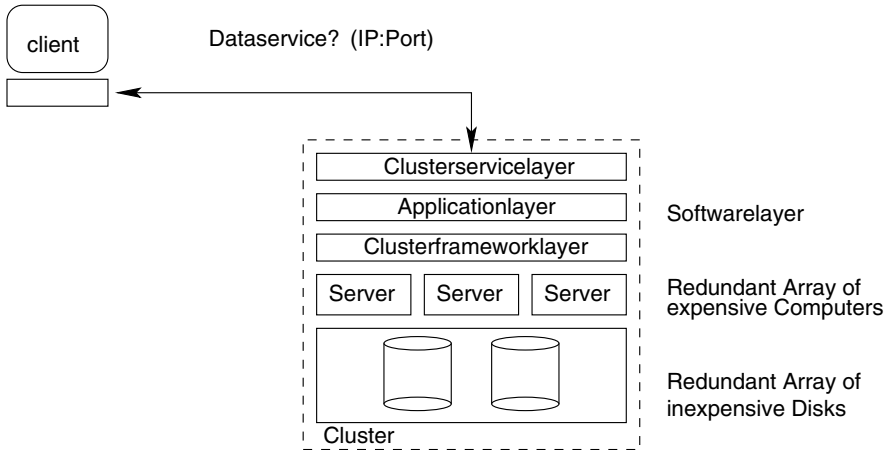 client
Dataservice? (IP:Port)
Clusterservicelayer
Applicationlayer
Softwarelayer
Clusterframeworklayer
Server Server Server
Redundant Array of
expensive Computers
Redundant Array of
inexpensive Disks
Cluster